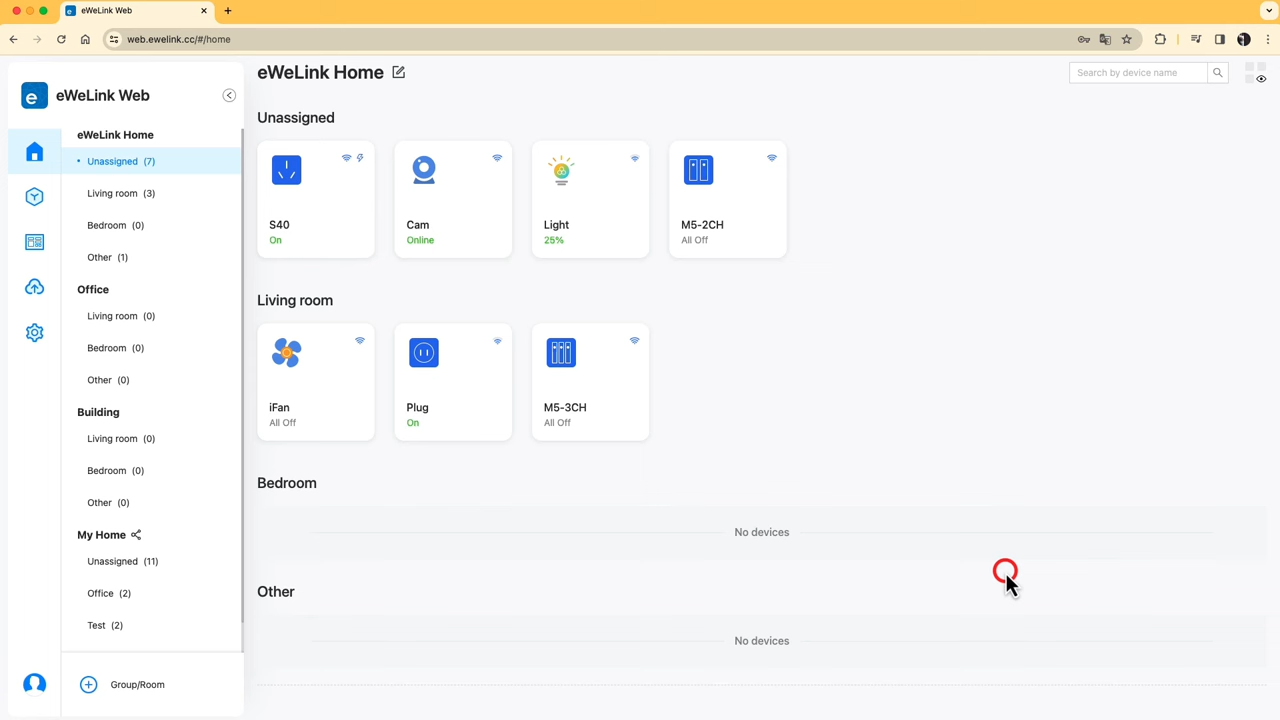 eWeLink Web
web.ewelink.cc/#/home
eWeLink Web
eWeLink Home
Unassigned (7)
Living room (3)
Bedroom (0)
Other (1)
Office
Living room (0)
Bedroom (0)
Other (0)
Building
Living room (0)
Bedroom (0)
Other (0)
My Home
Unassigned (11)
Office (2)
Test (2)
Group/Room
eWeLink Home
Search by device name
Unassigned
S40
On
Cam
Online
Light
25%
M5-2CH
All Off
Living room
iFan
All Off
Plug
On
M5-3CH
All Off
Bedroom
No devices
Other
No devices